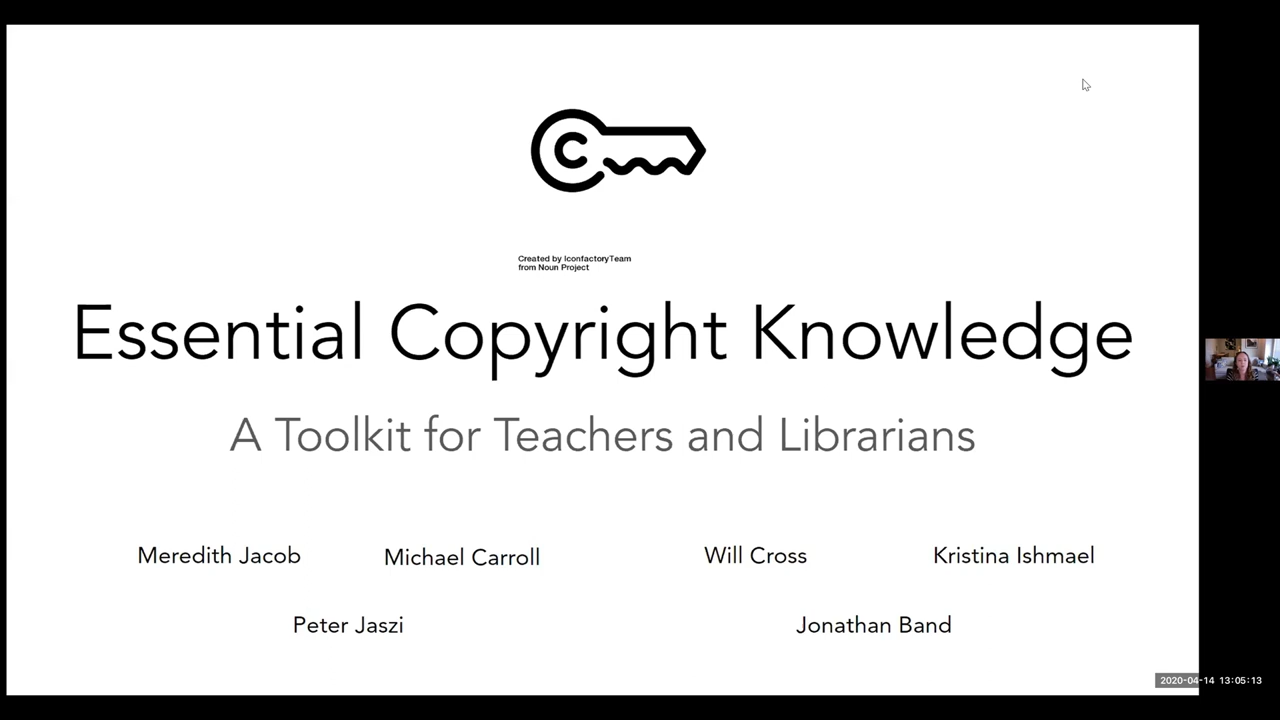 C
Created by IconfactoryTeam
from Noun Project
Essential Copyright Knowledge
A Toolkit for Teachers and Librarians
Meredith Jacob Michael Carroll Will Cross Kristina Ishmael
Peter Jaszi Jonathan Band
2020-04-14 13:05:13